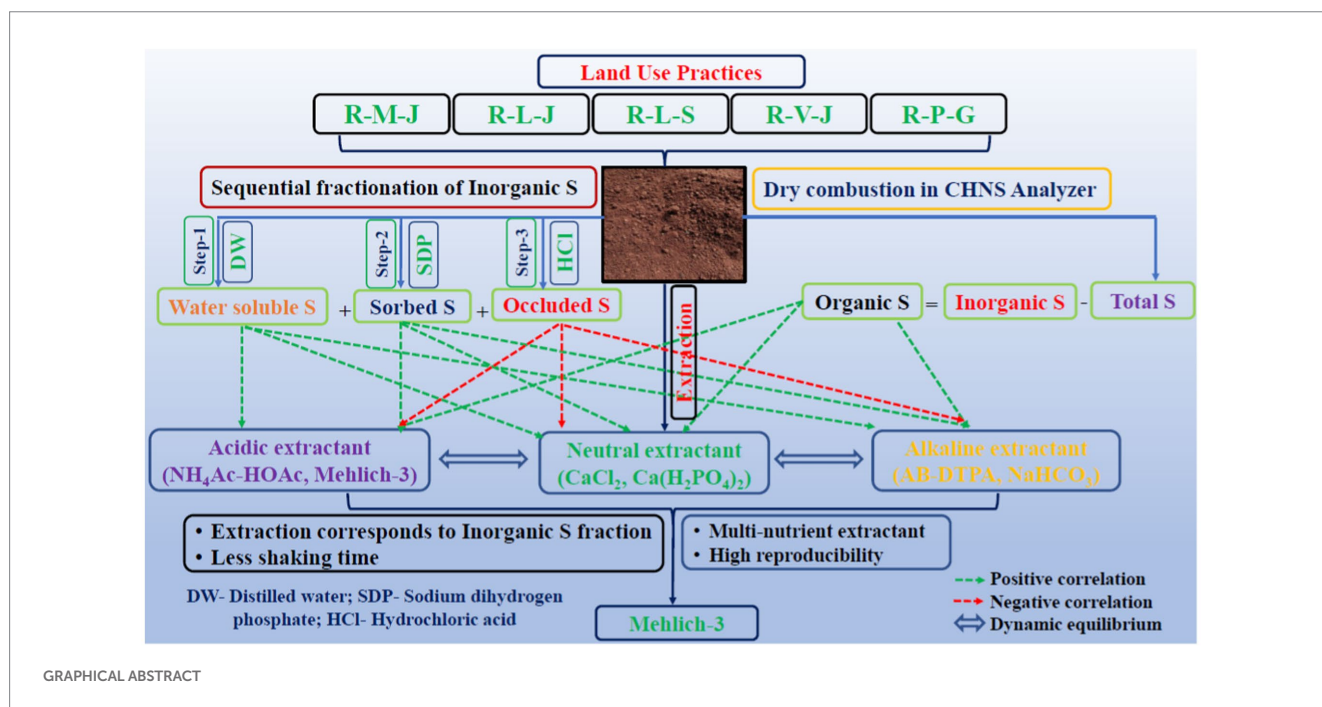 Land Use Practices
R-M-J
R-L-J
R-L-S
R-V-J
R-P-G
Sequential fractionation of Inorganic S
Dry combustion in CHNS Analyzer
Step-1
DW
Step-2
SDP
Step-3
HCl
Water soluble S + Sorbed S + Occluded S
Organic S = Inorganic S - Total S
Extraction
Acidic extractant
(NH₄Ac-HOAc, Mehlich-3)
Neutral extractant
(CaCl₂, Ca(H₂PO₄)₂)
Alkaline extractant
(AB-DTPA, NaHCO₃)
• Extraction corresponds to Inorganic S fraction
• Less shaking time
• Multi-nutrient extractant
• High reproducibility
DW- Distilled water; SDP- Sodium dihydrogen
phosphate; HCl- Hydrochloric acid
Mehlich-3
Positive correlation
Negative correlation
Dynamic equilibrium
GRAPHICAL ABSTRACT